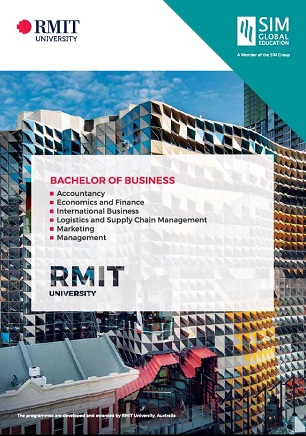 RMIT
UNIVERSITY
SIM
GLOBAL
EDUCATION
A Member of the SIM Group
BACHELOR OF BUSINESS
Accountancy
Economics and Finance
International Business
Logistics and Supply Chain Management
Marketing
Management
RMIT
UNIVERSITY
The programmes are developed and awarded by RMIT University, Australia